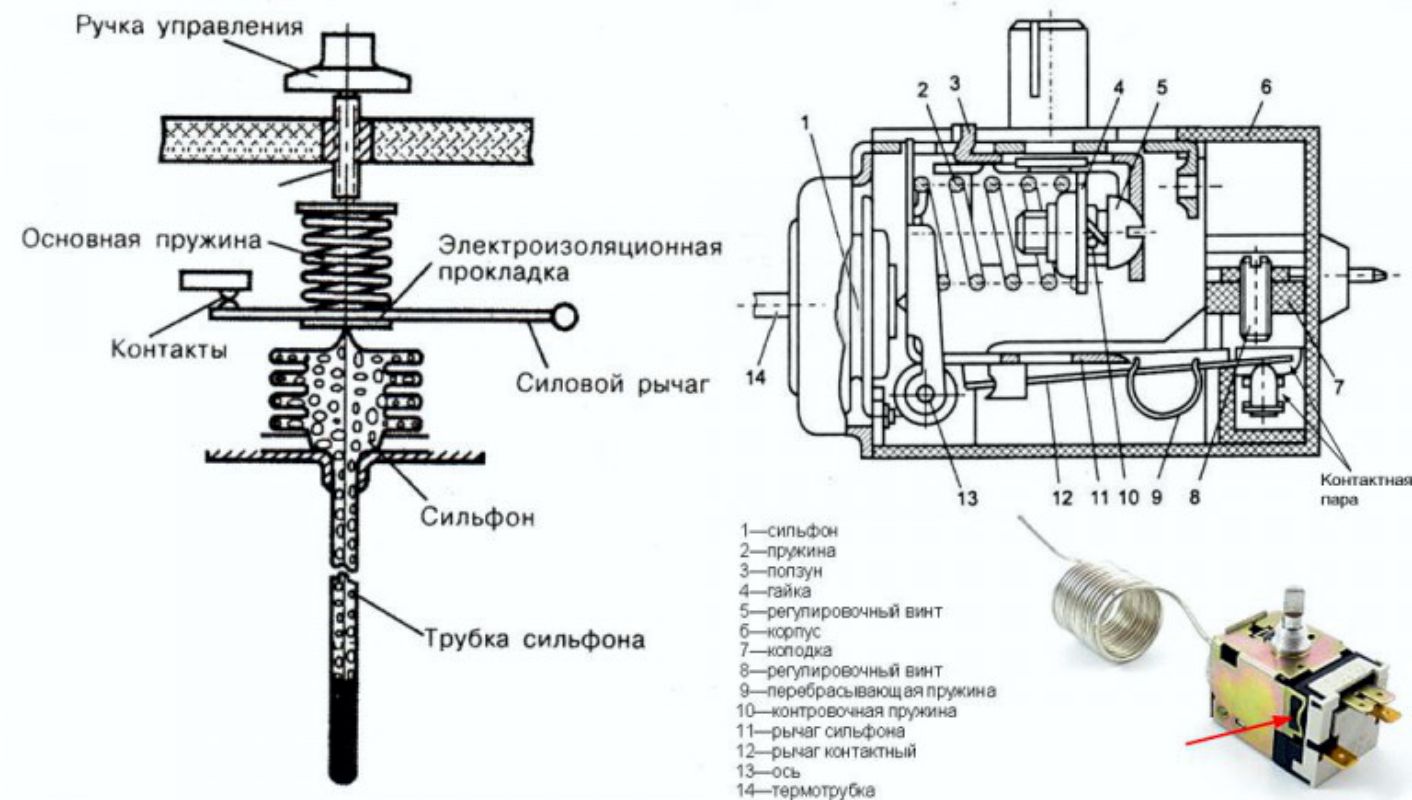 Ручка управления
Основная пружина
Электроизоляционная
прокладка
Контакты
Силовой рычаг
Сильфон
Трубка сильфона
1
2
3
4
5
6
14
7
13
12
11
10
9
8
Контактная
пара
1—сильфон
2—пружина
3—ползун
4—гайка
5—регулировочный винт
6—корпус
7—колодка
8—регулировочный винт
9—перебрасывающая пружина
10—контровочная пружина
11—рычаг сильфона
12—рычаг контактный
13—ось
14—термотрубка